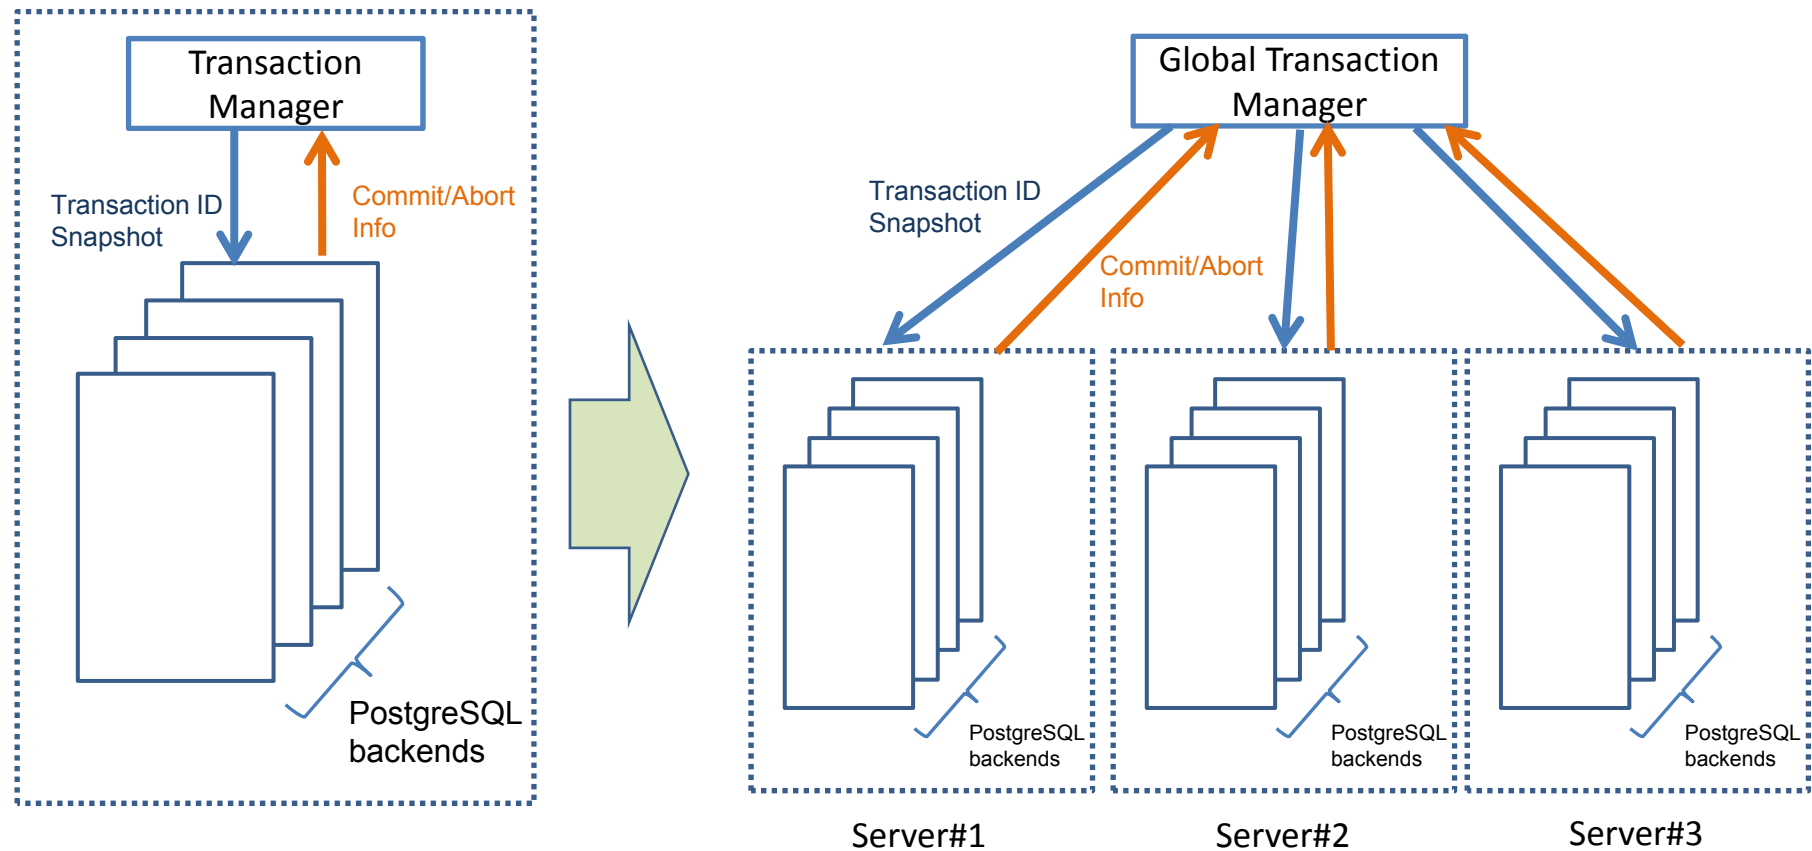 Transaction
Manager
Transaction ID
Snapshot
Commit/Abort
Info
PostgreSQL
backends
Global Transaction
Manager
Transaction ID
Snapshot
Commit/Abort
Info
PostgreSQL
backends
Server#1
PostgreSQL
backends
Server#2
PostgreSQL
backends
Server#3